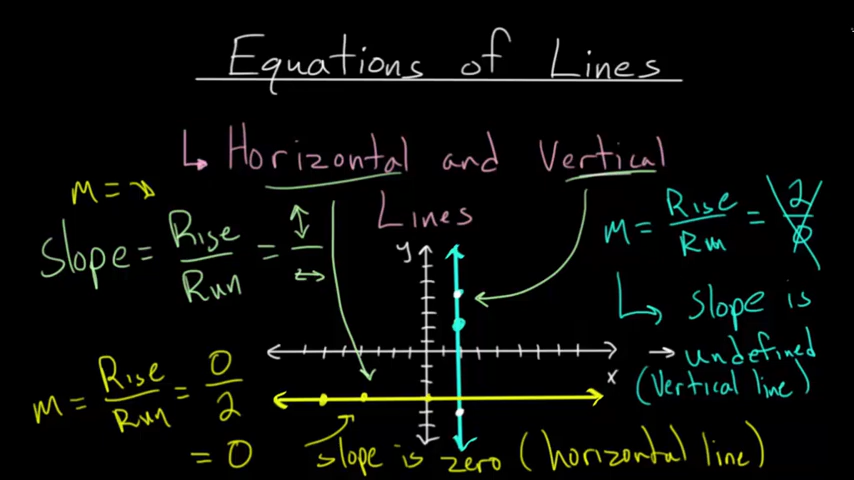 Equations of Lines
↳ Horizontal and Vertical
Lines
m = →
Slope = Rise/Run = ↕/↔
m = Rise/Run = 2/0
↳ slope is
→ undefined
(Vertical line)
y
x
m = Rise/Run = 0/2
= 0
slope is zero (horizontal line)